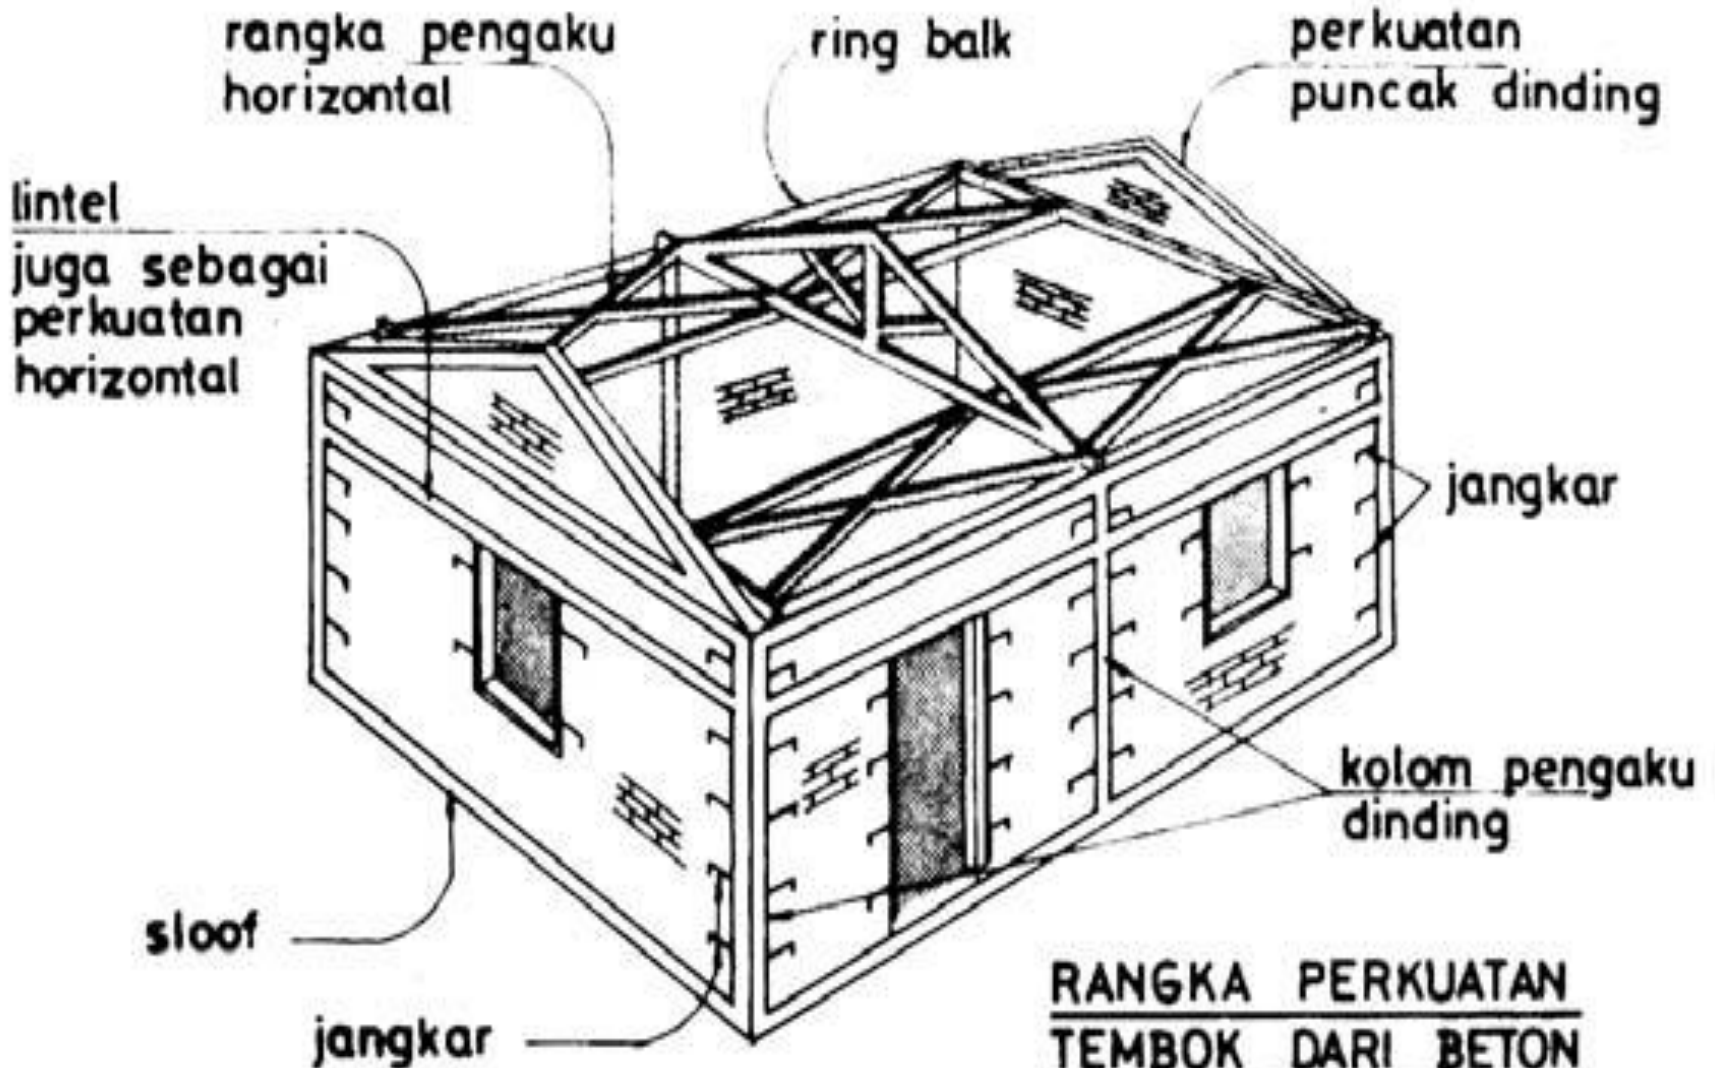 rangka pengaku
horizontal
ring balk
perkuatan
puncak dinding
lintel
juga sebagai
perkuatan
horizontal
jangkar
kolom pengaku
dinding
sloof
jangkar
RANGKA PERKUATAN
TEMBOK DARI BETON